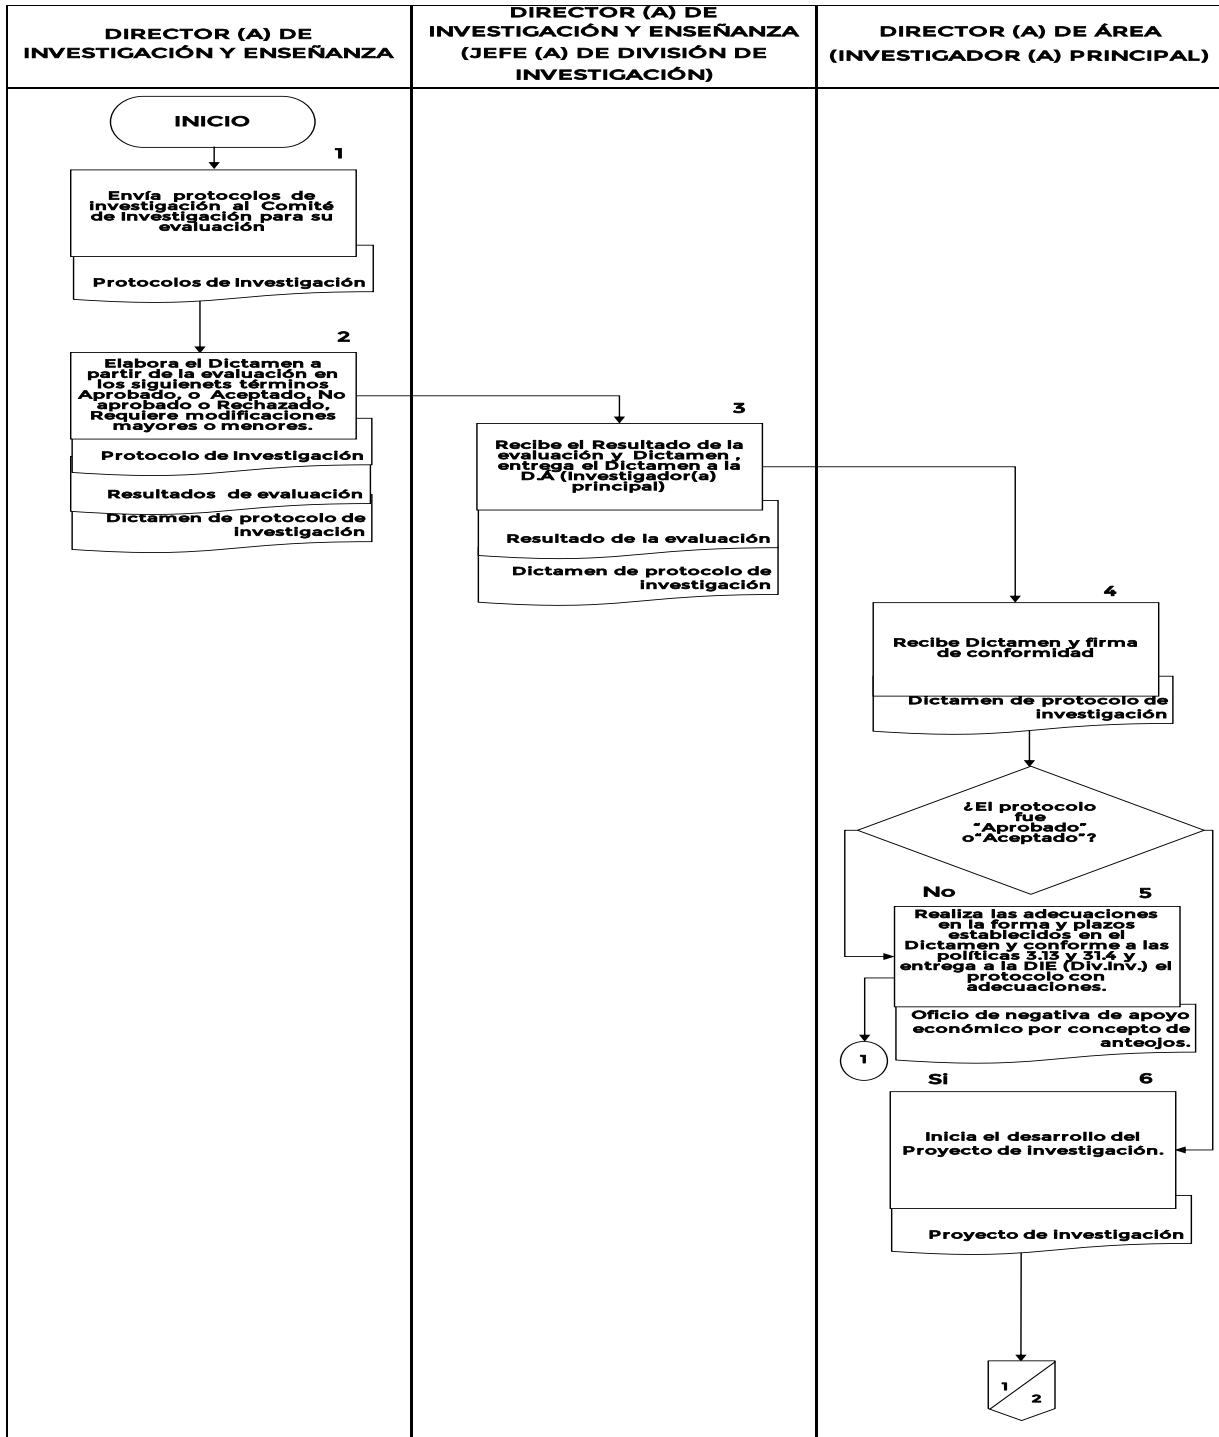 DIRECTOR (A) DE
INVESTIGACIÓN Y ENSEÑANZA
DIRECTOR (A) DE
INVESTIGACIÓN Y ENSEÑANZA
(JEFE (A) DE DIVISIÓN DE
INVESTIGACIÓN)
DIRECTOR (A) DE ÁREA
(INVESTIGADOR (A) PRINCIPAL)
INICIO
1
Envía protocolos de
investigación al Comité
de Investigación para su
evaluación
Protocolos de Investigación
2
Elabora el Dictamen a
partir de la evaluación en
los siguienets términos
Aprobado, o Aceptado, No
aprobado o Rechazado,
Requiere modificaciones
mayores o menores.
Protocolo de Investigación
Resultados de evaluación
Dictamen de protocolo de
investigación
3
Recibe el Resultado de la
evaluación y Dictamen ,
entrega el Dictamen a la
D.A (Investigador(a)
principal)
Resultado de la evaluación
Dictamen de protocolo de
investigación
4
Recibe Dictamen y firma
de conformidad
Dictamen de protocolo de
investigación
¿El protocolo
fue
“Aprobado”
o“Aceptado”?
No
5
Realiza las adecuaciones
en la forma y plazos
establecidos en el
Dictamen y conforme a las
políticas 3.13 y 31.4 y
entrega a la DIE (Div.Inv.) el
protocolo con
adecuaciones.
Oficio de negativa de apoyo
económico por concepto de
anteojos.
1
Si
6
Inicia el desarrollo del
Proyecto de investigación.
Proyecto de investigación
1
2